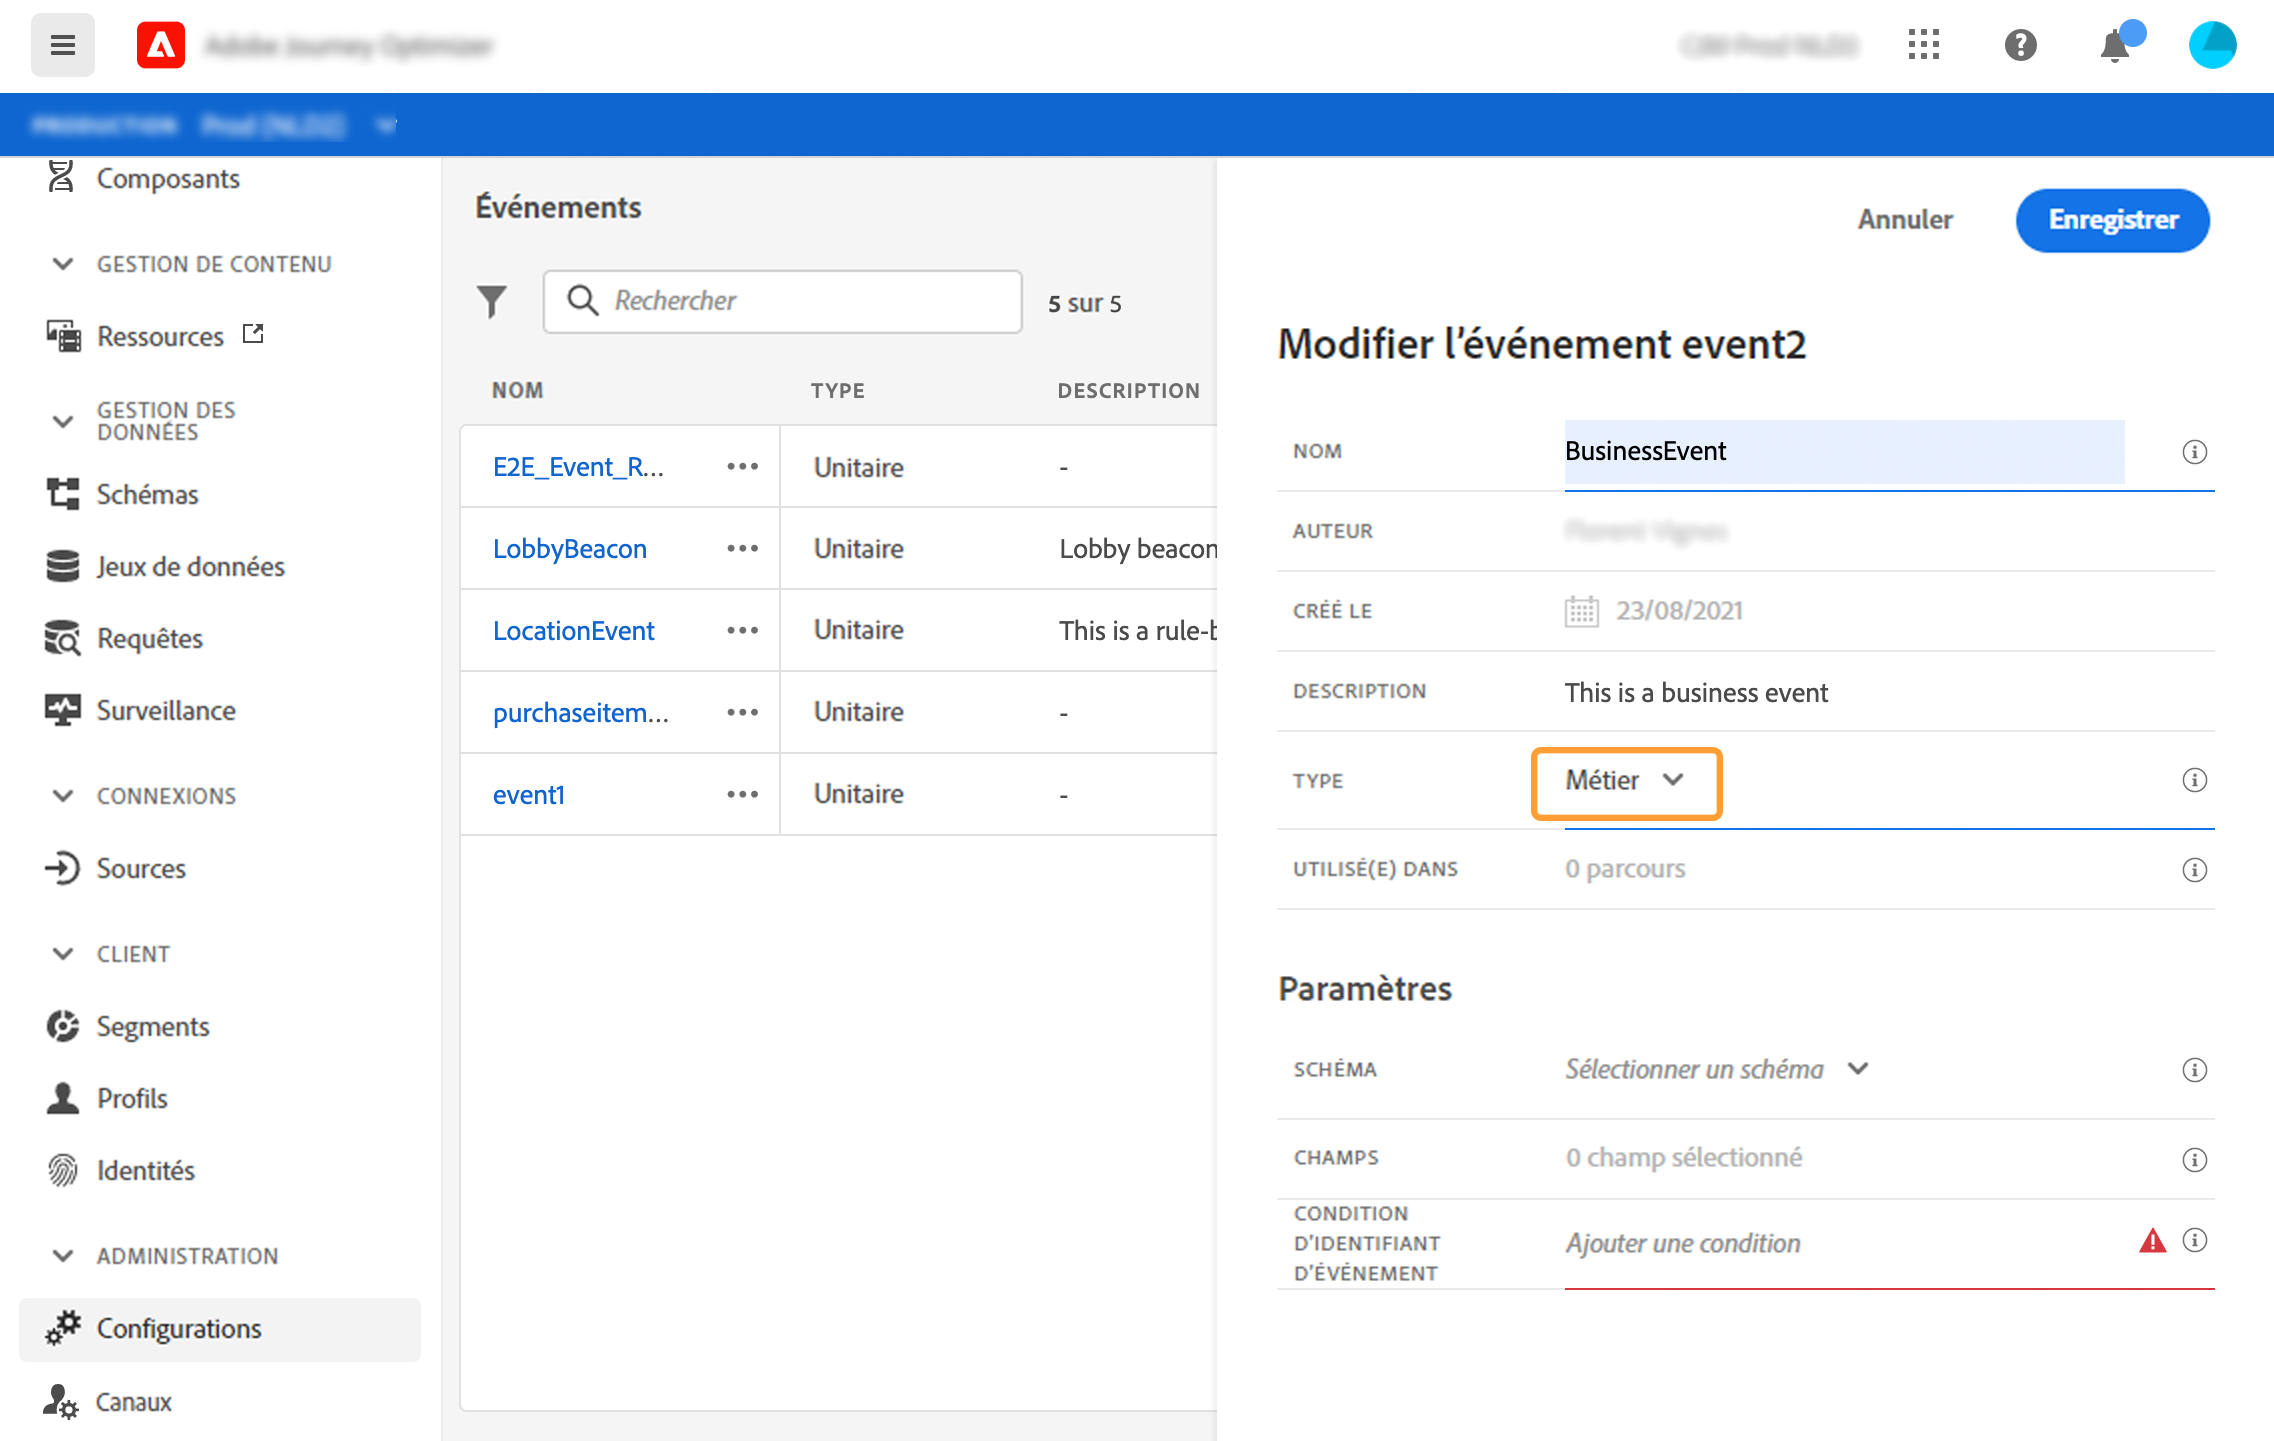 Composants
GESTION DE CONTENU
Ressources
GESTION DES
DONNÉES
Schémas
Jeux de données
Requêtes
Surveillance
CONNEXIONS
Sources
CLIENT
Segments
Profils
Identités
ADMINISTRATION
Configurations
Canaux
Événements
Rechercher
5 sur 5
NOM TYPE DESCRIPTION
E2E_Event_R... Unitaire -
LobbyBeacon Unitaire Lobby beacon
LocationEvent Unitaire This is a rule-b
purchaseitem... Unitaire -
event1 Unitaire -
Annuler Enregistrer
Modifier l’événement event2
NOM BusinessEvent
AUTEUR
CRÉÉ LE 23/08/2021
DESCRIPTION This is a business event
TYPE Métier
UTILISÉ(E) DANS 0 parcours
Paramètres
SCHÉMA Sélectionner un schéma
CHAMPS 0 champ sélectionné
CONDITION
D'IDENTIFIANT
D'ÉVÉNEMENT
Ajouter une condition